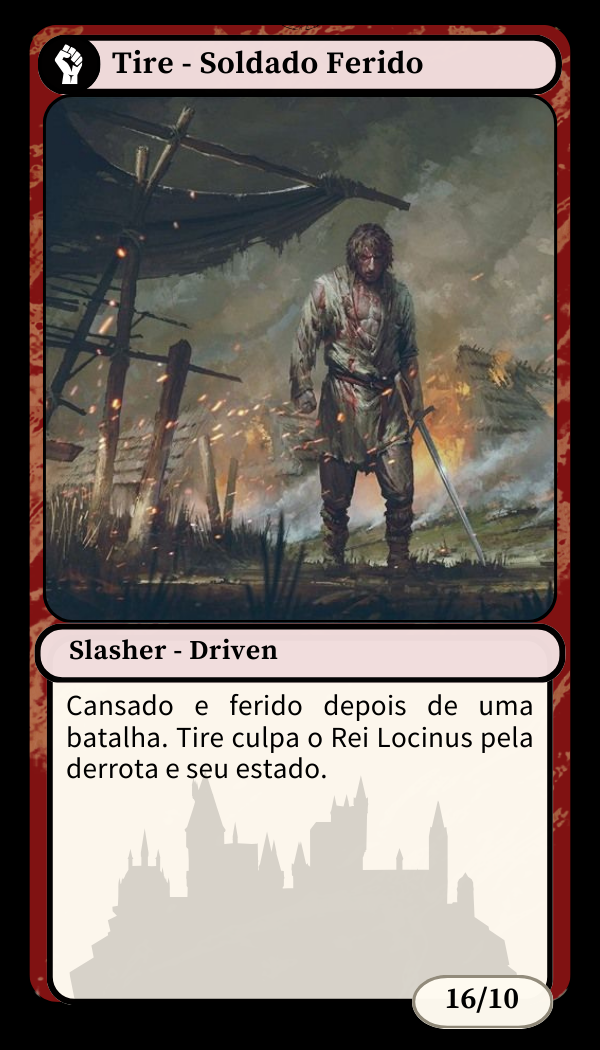 Tire - Soldado Ferido
Slasher - Driven
Cansado e ferido depois de uma
batalha. Tire culpa o Rei Locinus pela
derrota e seu estado.
16/10